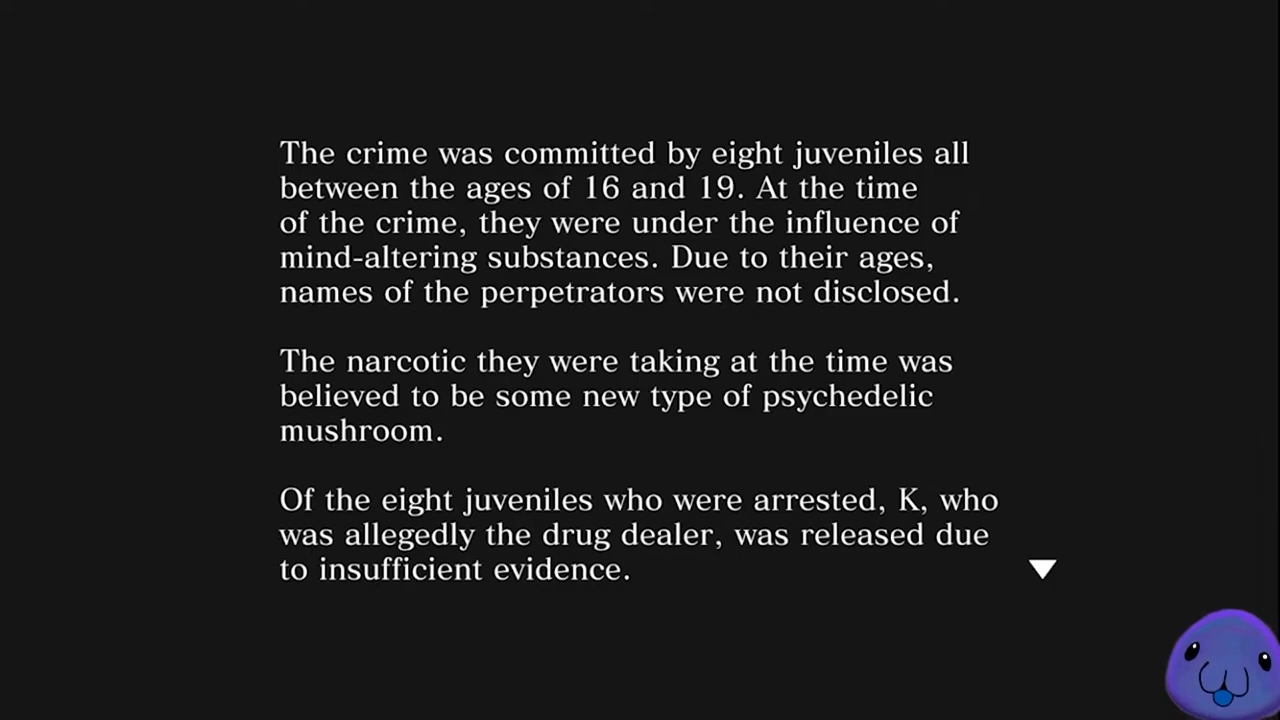 The crime was committed by eight juveniles all
between the ages of 16 and 19. At the time
of the crime, they were under the influence of
mind-altering substances. Due to their ages,
names of the perpetrators were not disclosed.
The narcotic they were taking at the time was
believed to be some new type of psychedelic
mushroom.
Of the eight juveniles who were arrested, K, who
was allegedly the drug dealer, was released due
to insufficient evidence.